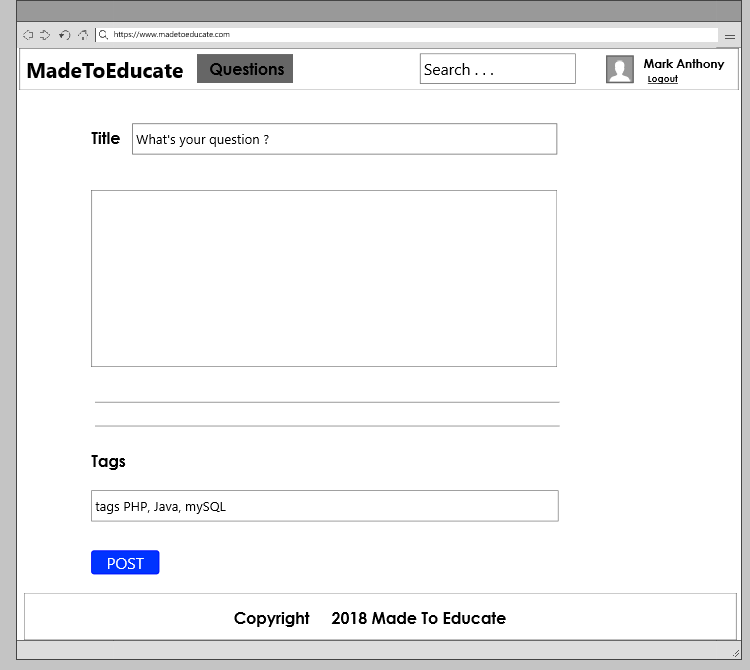 https://www.madetoeducate.com
MadeToEducate Questions Search . . . Mark Anthony
Logout
Title What's your question ?
Tags
tags PHP, Java, mySQL
POST
Copyright 2018 Made To Educate